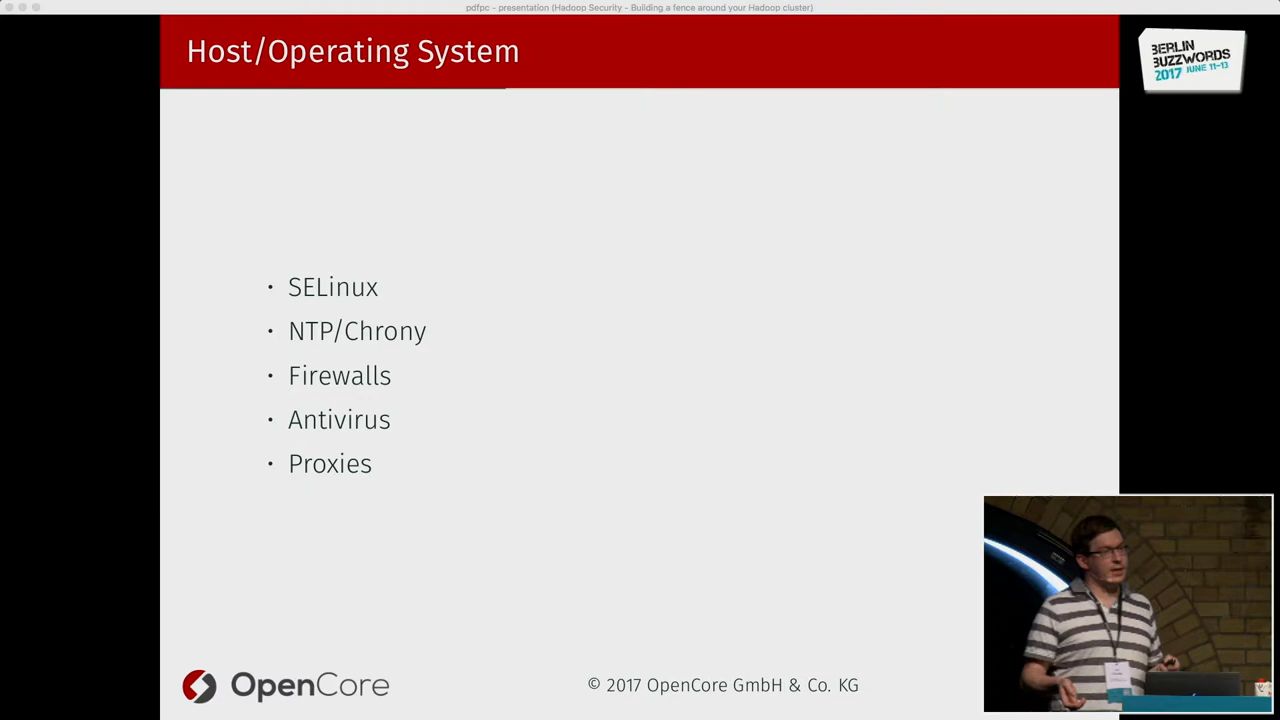 pdfpc - presentation (Hadoop Security - Building a fence around your Hadoop cluster)
Host/Operating System
BERLIN
BUZZWORDS
2017 JUNE 11-13
• SELinux
• NTP/Chrony
• Firewalls
• Antivirus
• Proxies
OpenCore
© 2017 OpenCore GmbH & Co. KG